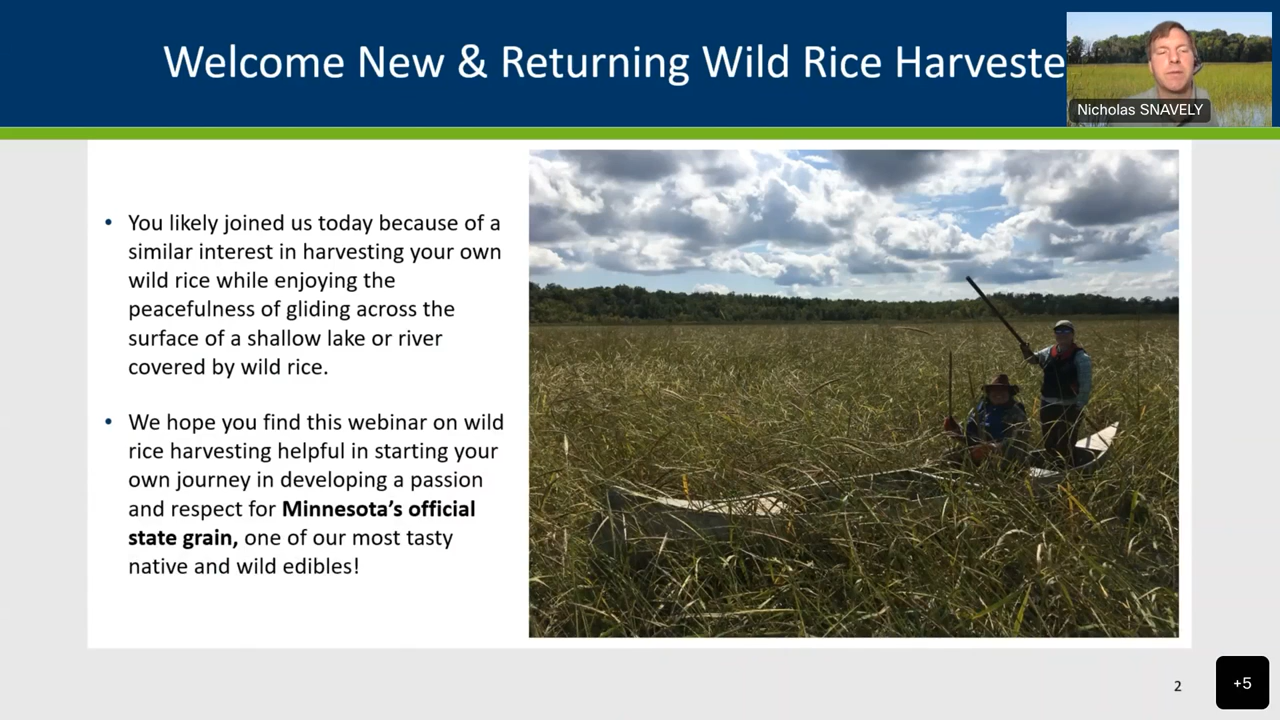 Welcome New & Returning Wild Rice Harveste
Nicholas SNAVELY
• You likely joined us today because of a
similar interest in harvesting your own
wild rice while enjoying the
peacefulness of gliding across the
surface of a shallow lake or river
covered by wild rice.
• We hope you find this webinar on wild
rice harvesting helpful in starting your
own journey in developing a passion
and respect for Minnesota’s official
state grain, one of our most tasty
native and wild edibles!
2
+5